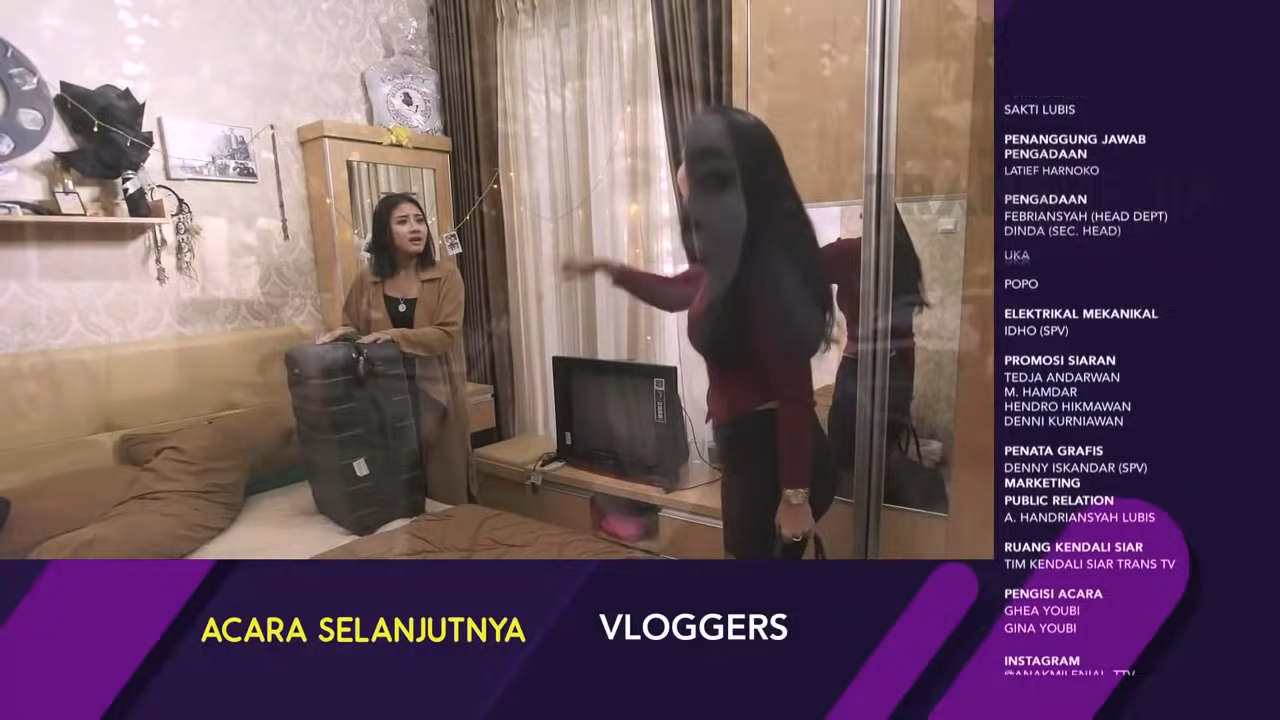 SAKTI LUBIS
PENANGGUNG JAWAB
PENGADAAN
LATIEF HARNOKO
PENGADAAN
FEBRIANSYAH (HEAD DEPT)
DINDA (SEC. HEAD)
UKA
POPO
ELEKTRIKAL MEKANIKAL
IDHO (SPV)
PROMOSI SIARAN
TEDJA ANDARWAN
M. HAMDAR
HENDRO HIKMAWAN
DENNI KURNIAWAN
PENATA GRAFIS
DENNY ISKANDAR (SPV)
MARKETING
PUBLIC RELATION
A. HANDRIANSYAH LUBIS
RUANG KENDALI SIAR
TIM KENDALI SIAR TRANS TV
PENGISI ACARA
GHEA YOUBI
GINA YOUBI
INSTAGRAM
@ANAKMILENIAL_TTV
ACARA SELANJUTNYA
VLOGGERS